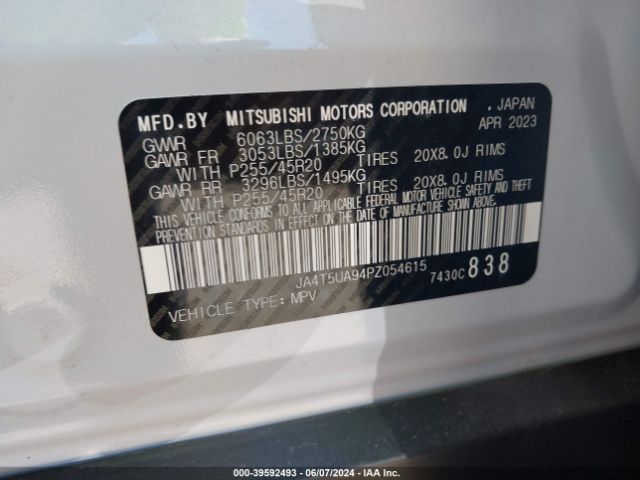 MFD.BY MITSUBISHI MOTORS CORPORATION . JAPAN
GVWR 6063LBS/2750KG APR 2023
GAWR FR 3053LBS/1385KG
WITH P255/45R20 TIRES 20X8.0J RIMS
GAWR RR 3296LBS/1495KG
WITH P255/45R20 TIRES 20X8.0J RIMS
THIS VEHICLE CONFORMS TO ALL APPLICABLE FEDERAL MOTOR VEHICLE SAFETY AND THEFT
PREVENTION STANDARDS IN EFFECT ON THE DATE OF MANUFACTURE SHOWN ABOVE.
JA4T5UA94PZ054615 7430C 838
VEHICLE TYPE: MPV
000-39592493 - 06/07/2024 - IAA Inc.